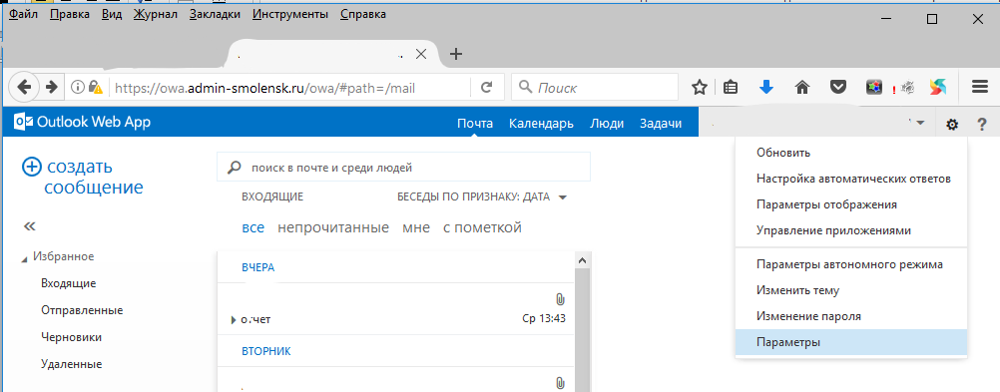 Файл Правка Вид Журнал Закладки Инструменты Справка
https://owa.admin-smolensk.ru/owa/#path=/mail
Поиск
Outlook Web App
Почта Календарь Люди Задачи
?
создать
сообщение
поиск в почте и среди людей
ВХОДЯЩИЕ
БЕСЕДЫ ПО ПРИЗНАКУ: ДАТА
все непрочитанные мне с пометкой
Избранное
Входящие
Отправленные
Черновики
Удаленные
ВЧЕРА
отчет
Ср 13:43
ВТОРНИК
Обновить
Настройка автоматических ответов
Параметры отображения
Управление приложениями
Параметры автономного режима
Изменить тему
Изменение пароля
Параметры